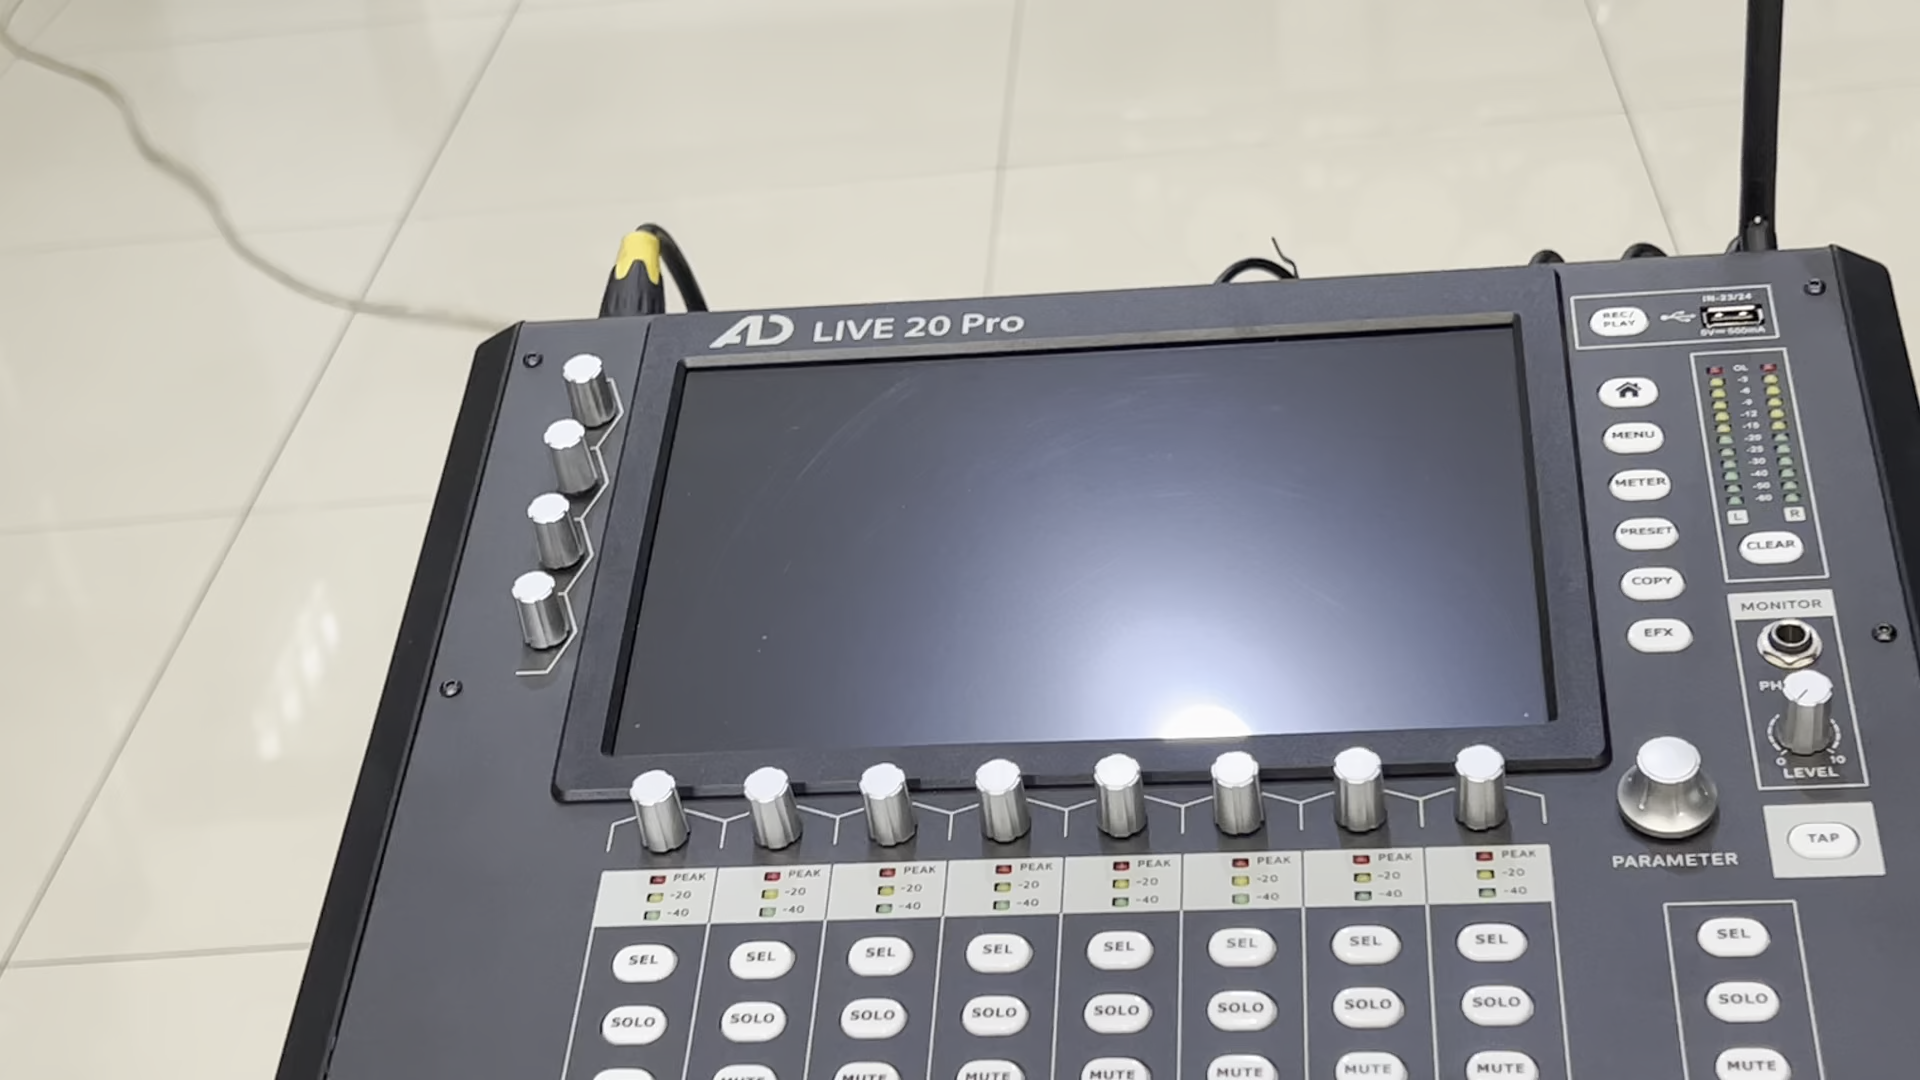 AD LIVE 20 Pro
IN-23/24
REC/
PLAY
5V⎓500mA
MENU
METER
PRESET
COPY
EFX
OL
-3
-6
-9
-12
-15
-20
-25
-30
-40
-50
-60
L R
CLEAR
MONITOR
0 10
LEVEL
PARAMETER
TAP
PEAK PEAK PEAK PEAK PEAK PEAK PEAK PEAK
-20 -20 -20 -20 -20 -20 -20 -20
-40 -40 -40 -40 -40 -40 -40 -40
SEL SEL SEL SEL SEL SEL SEL SEL SEL
SOLO SOLO SOLO SOLO SOLO SOLO SOLO SOLO SOLO
MUTE MUTE MUTE MUTE MUTE MUTE MUTE MUTE